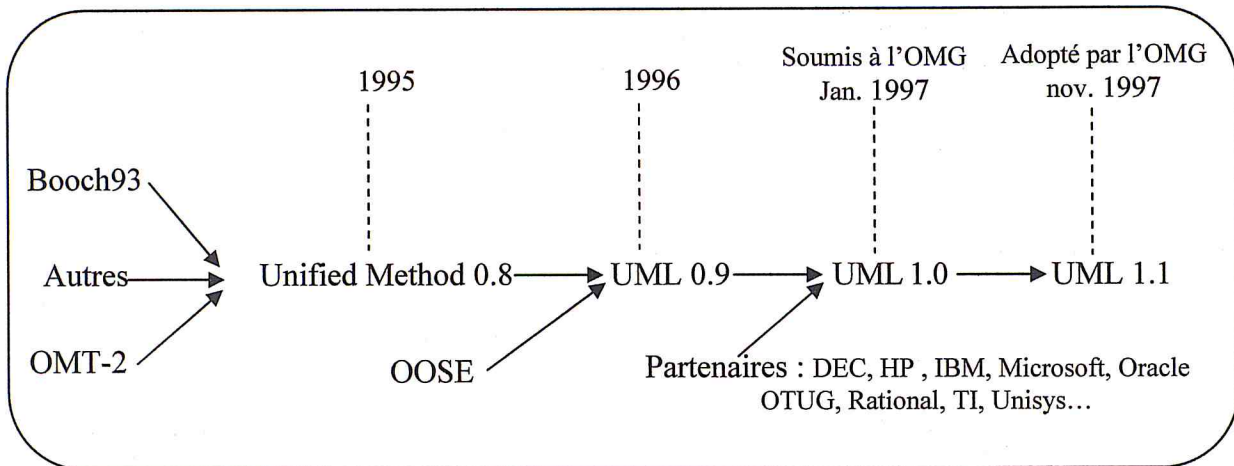 Soumis à l'OMG
Jan. 1997
Adopté par l'OMG
nov. 1997
1995
1996
Booch93
Autres
OMT-2
Unified Method 0.8
UML 0.9
UML 1.0
UML 1.1
OOSE
Partenaires : DEC, HP , IBM, Microsoft, Oracle
OTUG, Rational, TI, Unisys...